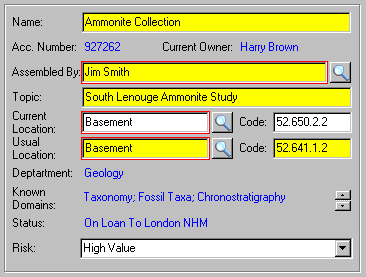 Name: Ammonite Collection
Acc. Number: 927262 Current Owner: Harry Brown
Assembled By: Jim Smith
Topic: South Lenouge Ammonite Study
Current Location: Basement Code: 52.650.2.2
Usual Location: Basement Code: 52.641.1.2
Deptartment: Geology
Known Domains: Taxonomy; Fossil Taxa; Chronostratigraphy
Status: On Loan To London NHM
Risk: High Value